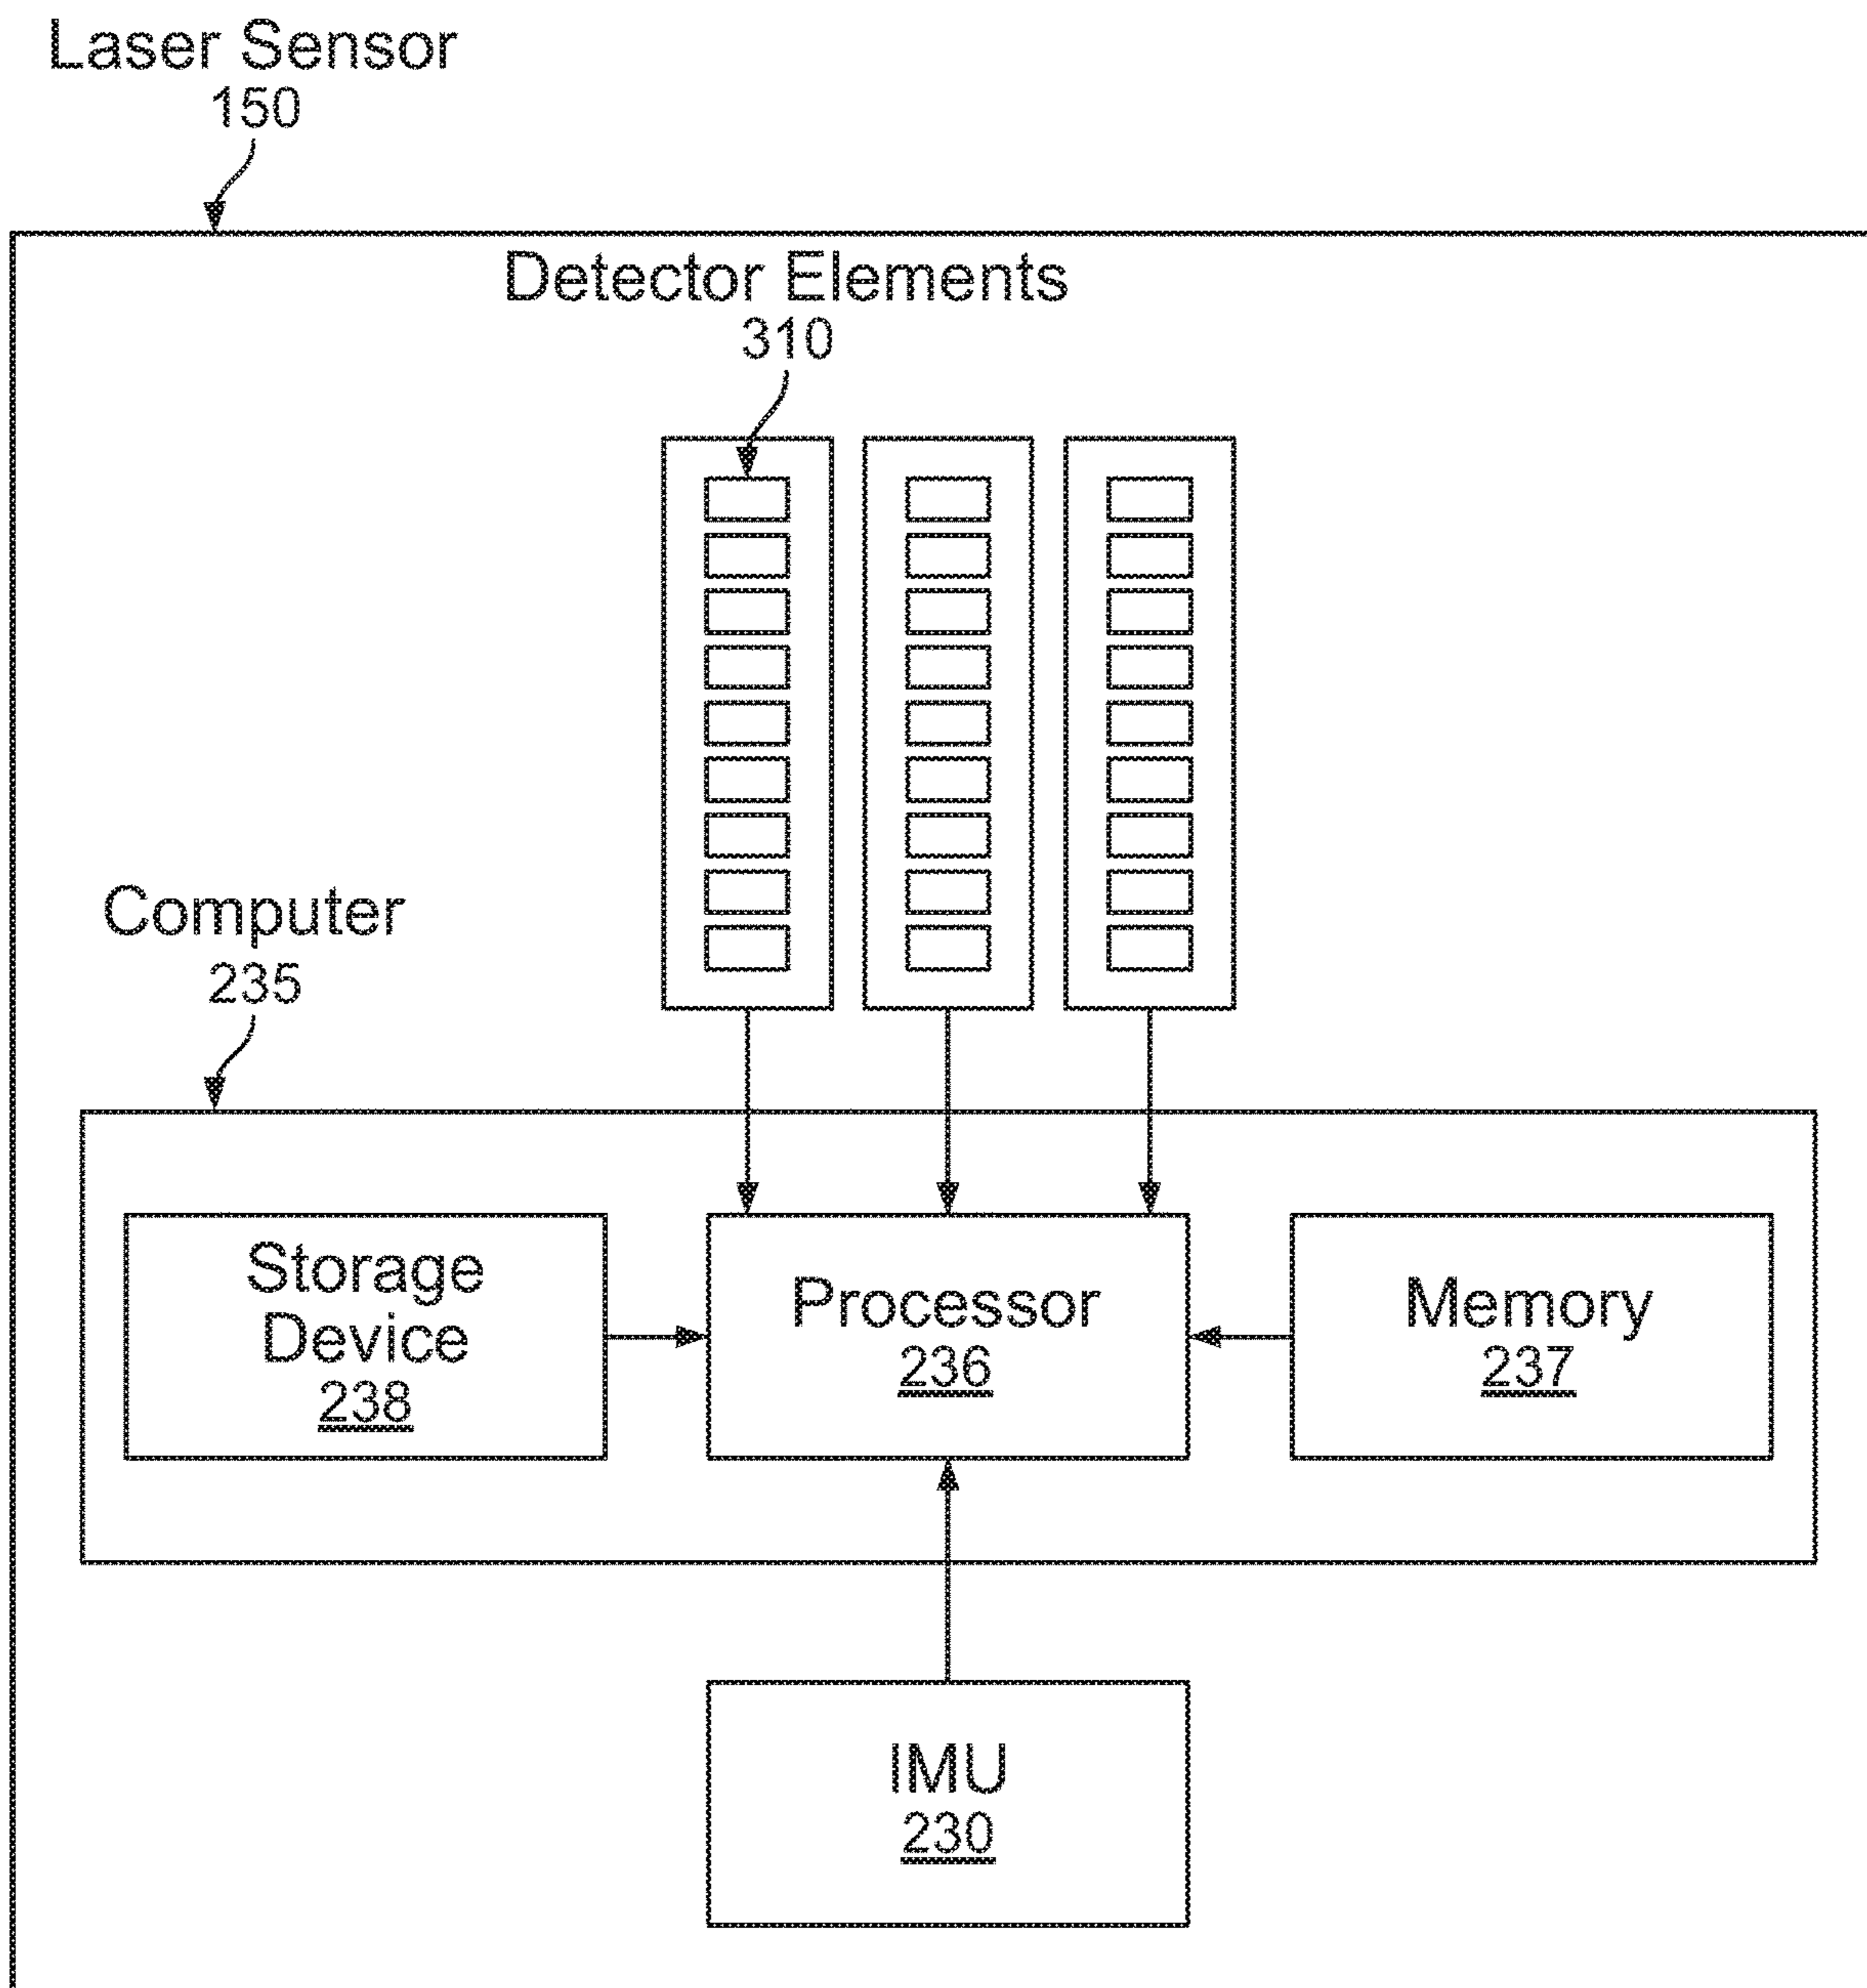 Laser Sensor
150
Detector Elements
310
Computer
235
Storage
Device
238
Processor
236
Memory
237
IMU
230